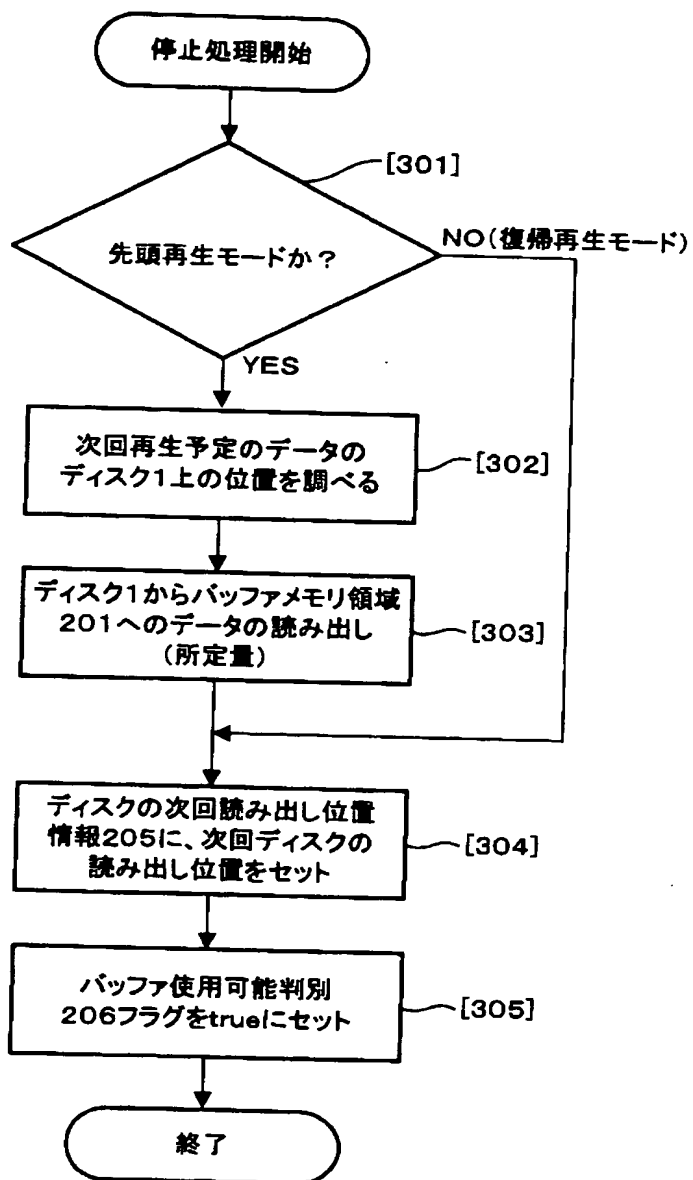 停止処理開始
[301]
先頭再生モードか?
NO(復帰再生モード)
YES
次回再生予定のデータの
ディスク1上の位置を調べる
[302]
ディスク1からバッファメモリ領域
201へのデータの読み出し
(所定量)
[303]
ディスクの次回読み出し位置
情報205に、次回ディスクの
読み出し位置をセット
[304]
バッファ使用可能判別
206フラグをtrueにセット
[305]
終了